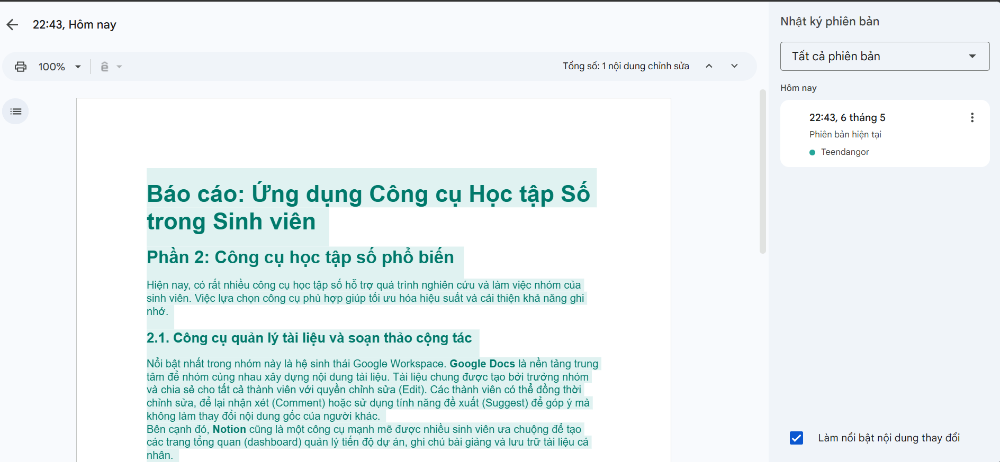 22:43, Hôm nay
100%
ê
Tổng số: 1 nội dung chỉnh sửa
Báo cáo: Ứng dụng Công cụ Học tập Số
trong Sinh viên
Phần 2: Công cụ học tập số phổ biến
Hiện nay, có rất nhiều công cụ học tập số hỗ trợ quá trình nghiên cứu và làm việc nhóm của
sinh viên. Việc lựa chọn công cụ phù hợp giúp tối ưu hóa hiệu suất và cải thiện khả năng ghi
nhớ.
2.1. Công cụ quản lý tài liệu và soạn thảo cộng tác
Nổi bật nhất trong nhóm này là hệ sinh thái Google Workspace. Google Docs là nền tảng trung
tâm để nhóm cùng nhau xây dựng nội dung tài liệu. Tài liệu chung được tạo bởi trưởng nhóm
và chia sẻ cho tất cả thành viên với quyền chỉnh sửa (Edit). Các thành viên có thể đồng thời
chỉnh sửa, để lại nhận xét (Comment) hoặc sử dụng tính năng đề xuất (Suggest) để góp ý mà
không làm thay đổi nội dung gốc của người khác.
Bên cạnh đó, Notion cũng là một công cụ mạnh mẽ được nhiều sinh viên ưa chuộng để tạo
các trang tổng quan (dashboard) quản lý tiến độ dự án, ghi chú bài giảng và lưu trữ tài liệu cá
nhân.
Nhật ký phiên bản
Tất cả phiên bản
Hôm nay
22:43, 6 tháng 5
Phiên bản hiện tại
Teendangor
Làm nổi bật nội dung thay đổi